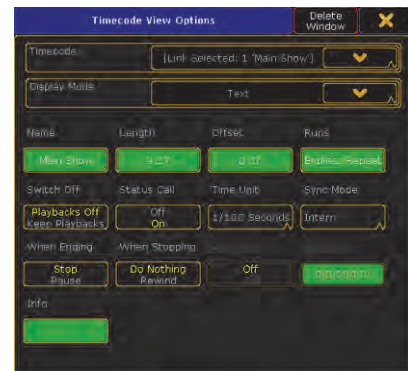 Timecode View Options
Delete Window
Timecode
[Link Selected: 1 'Main Show']
Display Mode
Text
Name
Length
Offset
Runs
Main Show
Endless Repeat
Switch Off
Status Call
Time Unit
Sync Mode
Playbacks Off
Keep Playbacks
Off
On
1/100 Seconds
Intern
When Ending
When Stopping
Stop
Pause
Do Nothing
Rewind
Off
Info